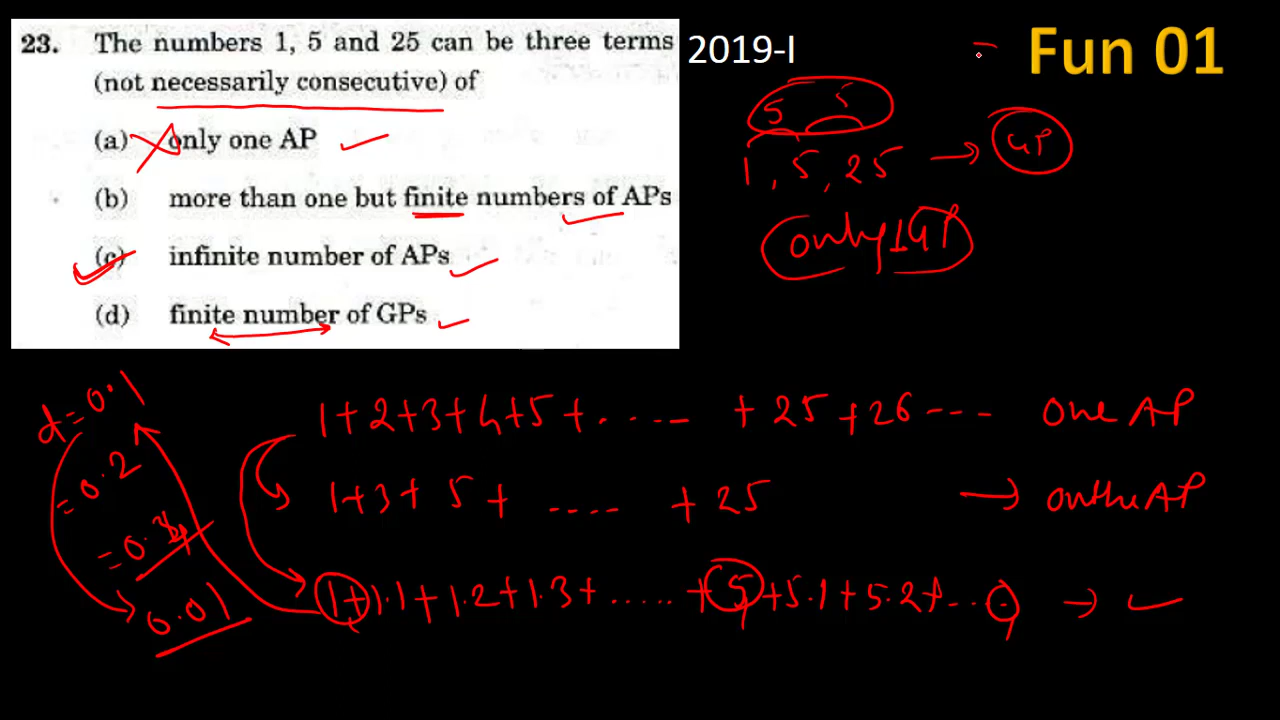 23. The numbers 1, 5 and 25 can be three terms
(not necessarily consecutive) of
(a) only one AP
(b) more than one but finite numbers of APs
(c) infinite number of APs
(d) finite number of GPs
2019-I
Fun 01
5 5
1, 5, 25 → GP
only 1 GP
d = 0.1
= 0.2
= 0.
0.01
1+2+3+4+5+..... +25+26--- One AP
1+3+5+ .... +25 → AP
1+1.1+1.2+1.3+..... +5+5.1+5.2+... →